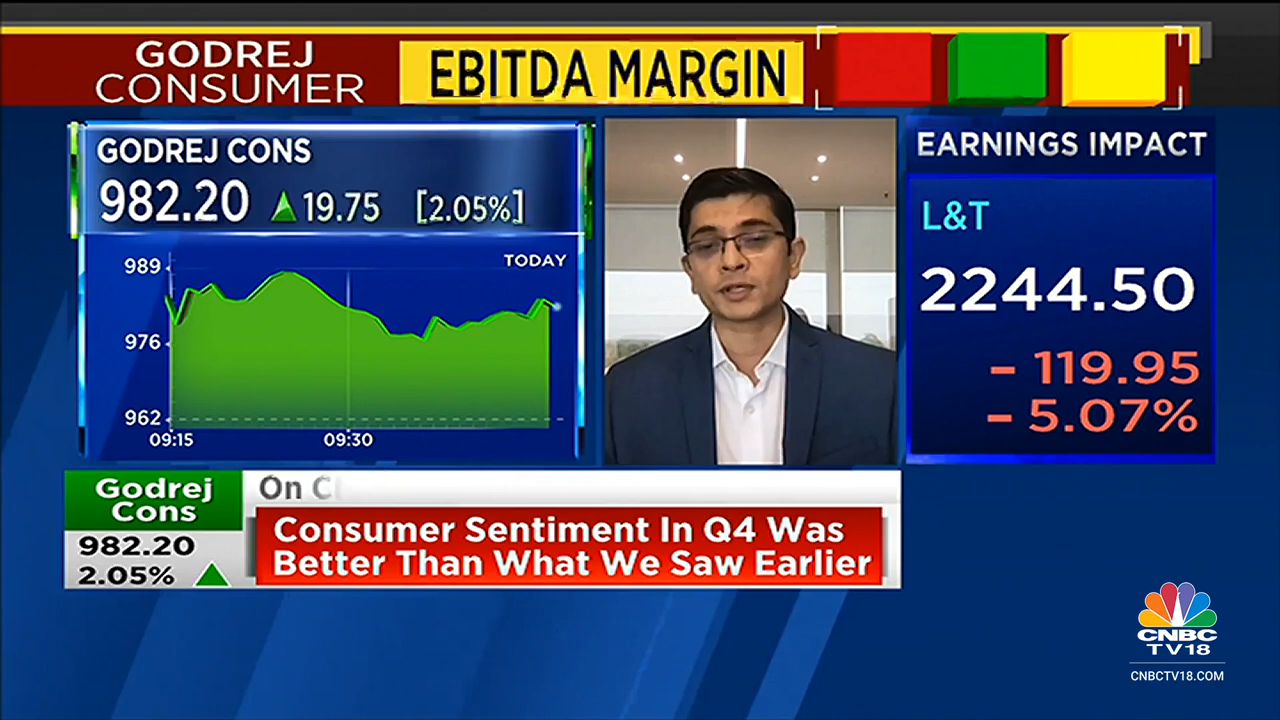 GODREJ
CONSUMER
EBITDA MARGIN
GODREJ CONS
982.20 ▲ 19.75 [2.05%]
TODAY
989
976
962
09:15 09:30
EARNINGS IMPACT
L&T
2244.50
- 119.95
- 5.07%
Godrej
Cons
982.20
2.05% ▲
On
Consumer Sentiment In Q4 Was
Better Than What We Saw Earlier
CNBC
TV18
CNBCTV18.COM